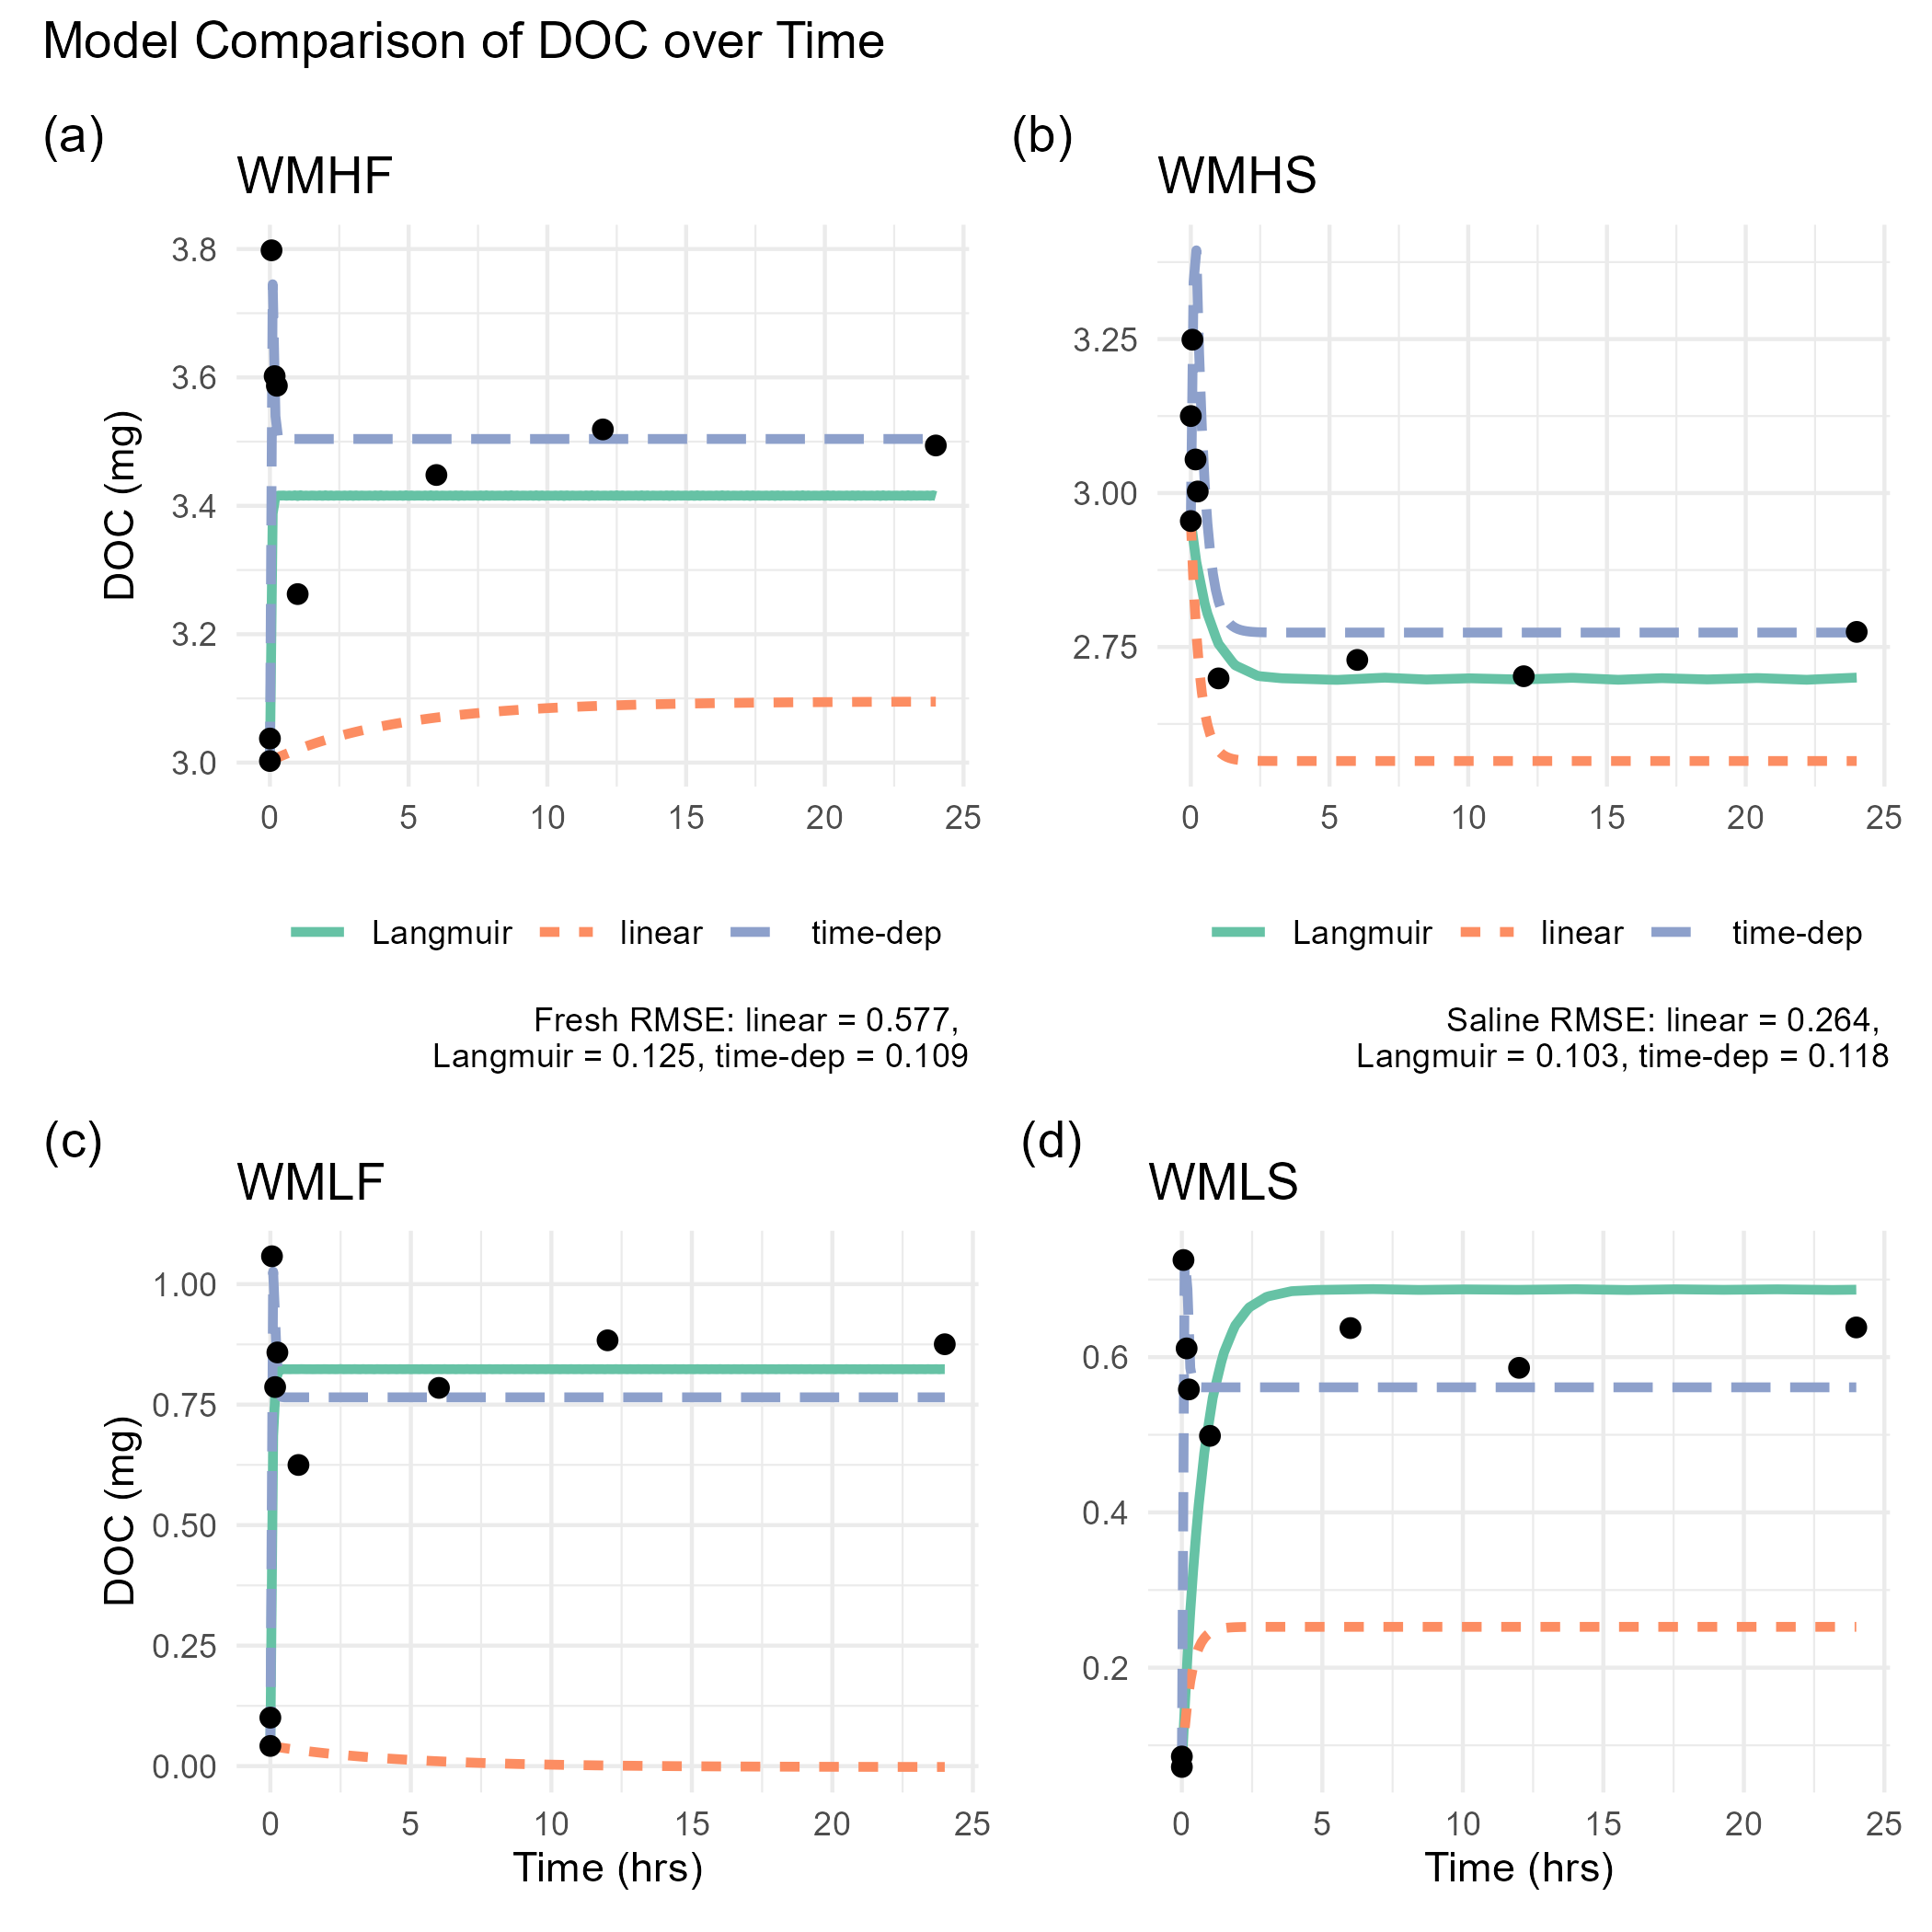 Model Comparison of DOC over Time
(a)
WMHF
DOC (mg)
3.8
3.6
3.4
3.2
3.0
0 5 10 15 20 25
Langmuir linear time-dep
Fresh RMSE: linear = 0.577,
Langmuir = 0.125, time-dep = 0.109
(b)
WMHS
3.25
3.00
2.75
0 5 10 15 20 25
Langmuir linear time-dep
Saline RMSE: linear = 0.264,
Langmuir = 0.103, time-dep = 0.118
(c)
WMLF
DOC (mg)
1.00
0.75
0.50
0.25
0.00
0 5 10 15 20 25
Time (hrs)
(d)
WMLS
0.6
0.4
0.2
0 5 10 15 20 25
Time (hrs)